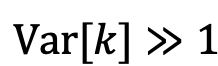 Var[𝑘] ≫ 1